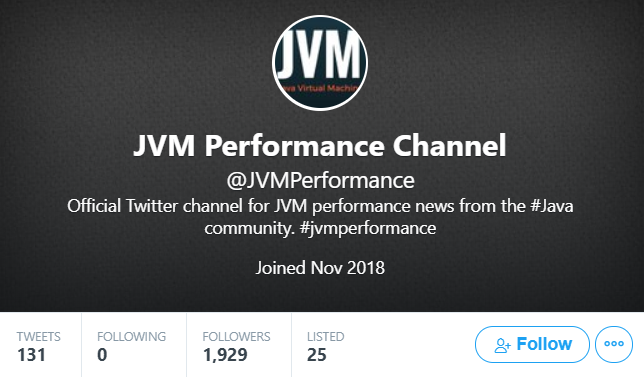 JVM
Java Virtual Machin
JVM Performance Channel
@JVMPerformance
Official Twitter channel for JVM performance news from the #Java
community. #jvmperformance
Joined Nov 2018
TWEETS FOLLOWING FOLLOWERS LISTED
131 0 1,929 25
Follow